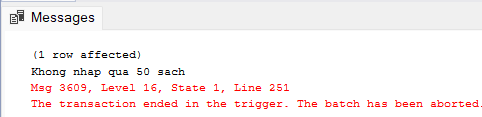 Messages
(1 row affected)
Khong nhap qua 50 sach
Msg 3609, Level 16, State 1, Line 251
The transaction ended in the trigger. The batch has been aborted.